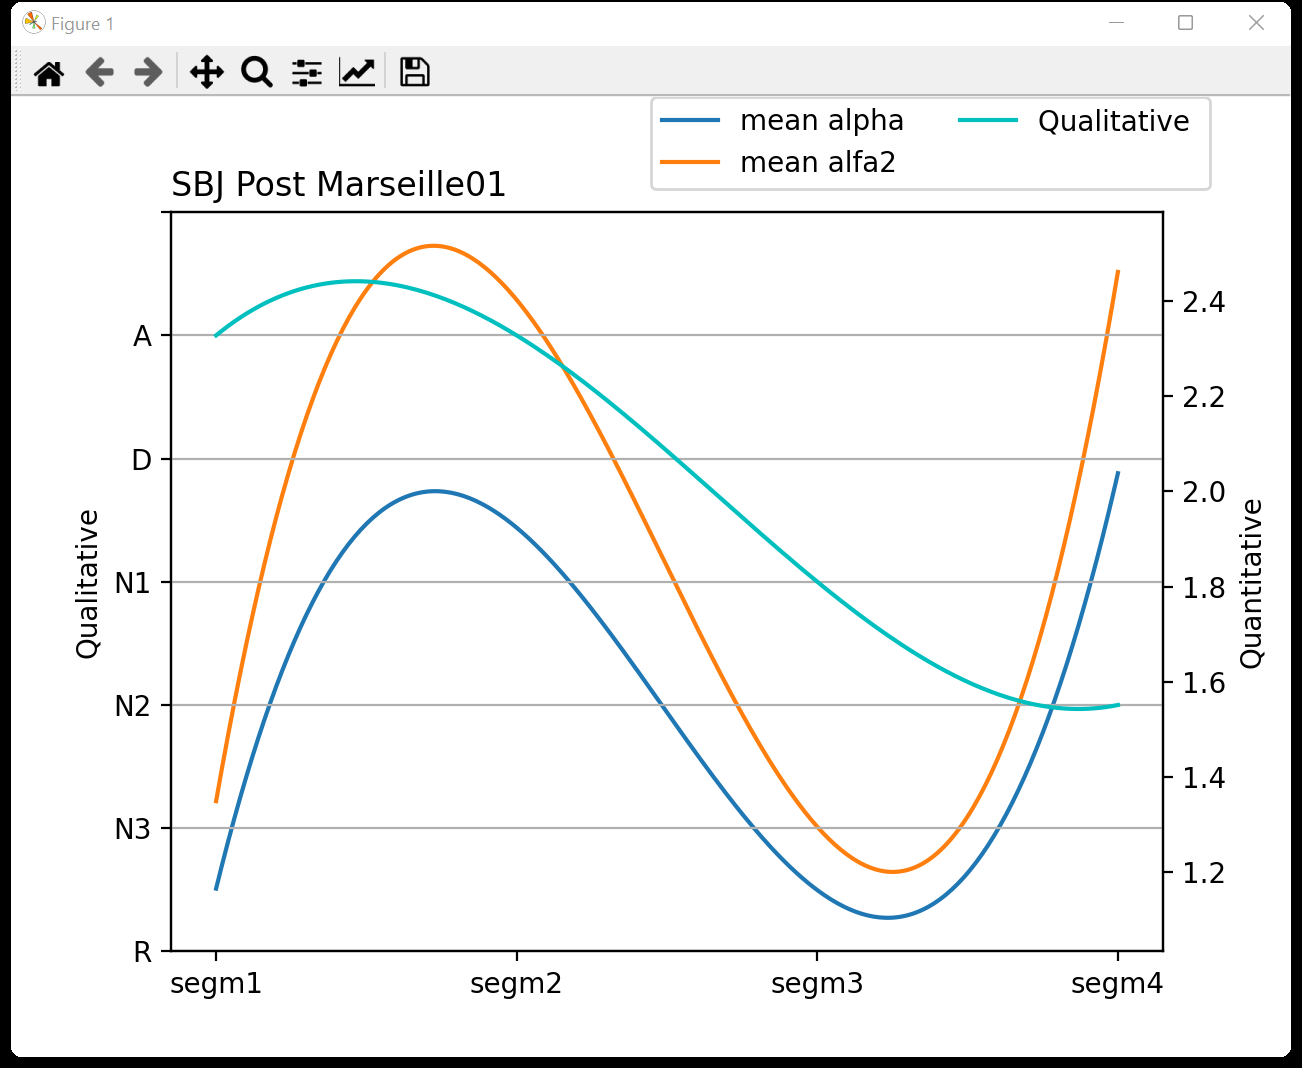 Figure 1
mean alpha
mean alfa2
Qualitative
SBJ Post Marseille01
A
D
N1
N2
N3
R
Qualitative
2.4
2.2
2.0
1.8
1.6
1.4
1.2
Quantitative
segm1 segm2 segm3 segm4